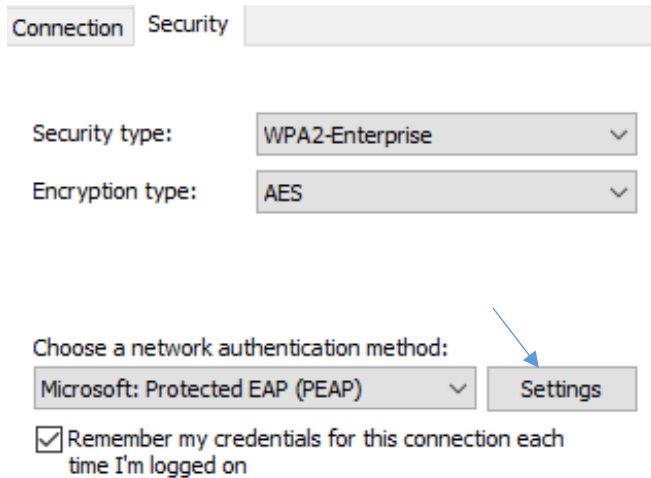 Connection Security
Security type: WPA2-Enterprise
Encryption type: AES
Choose a network authentication method:
Microsoft: Protected EAP (PEAP) Settings
Remember my credentials for this connection each
time I'm logged on